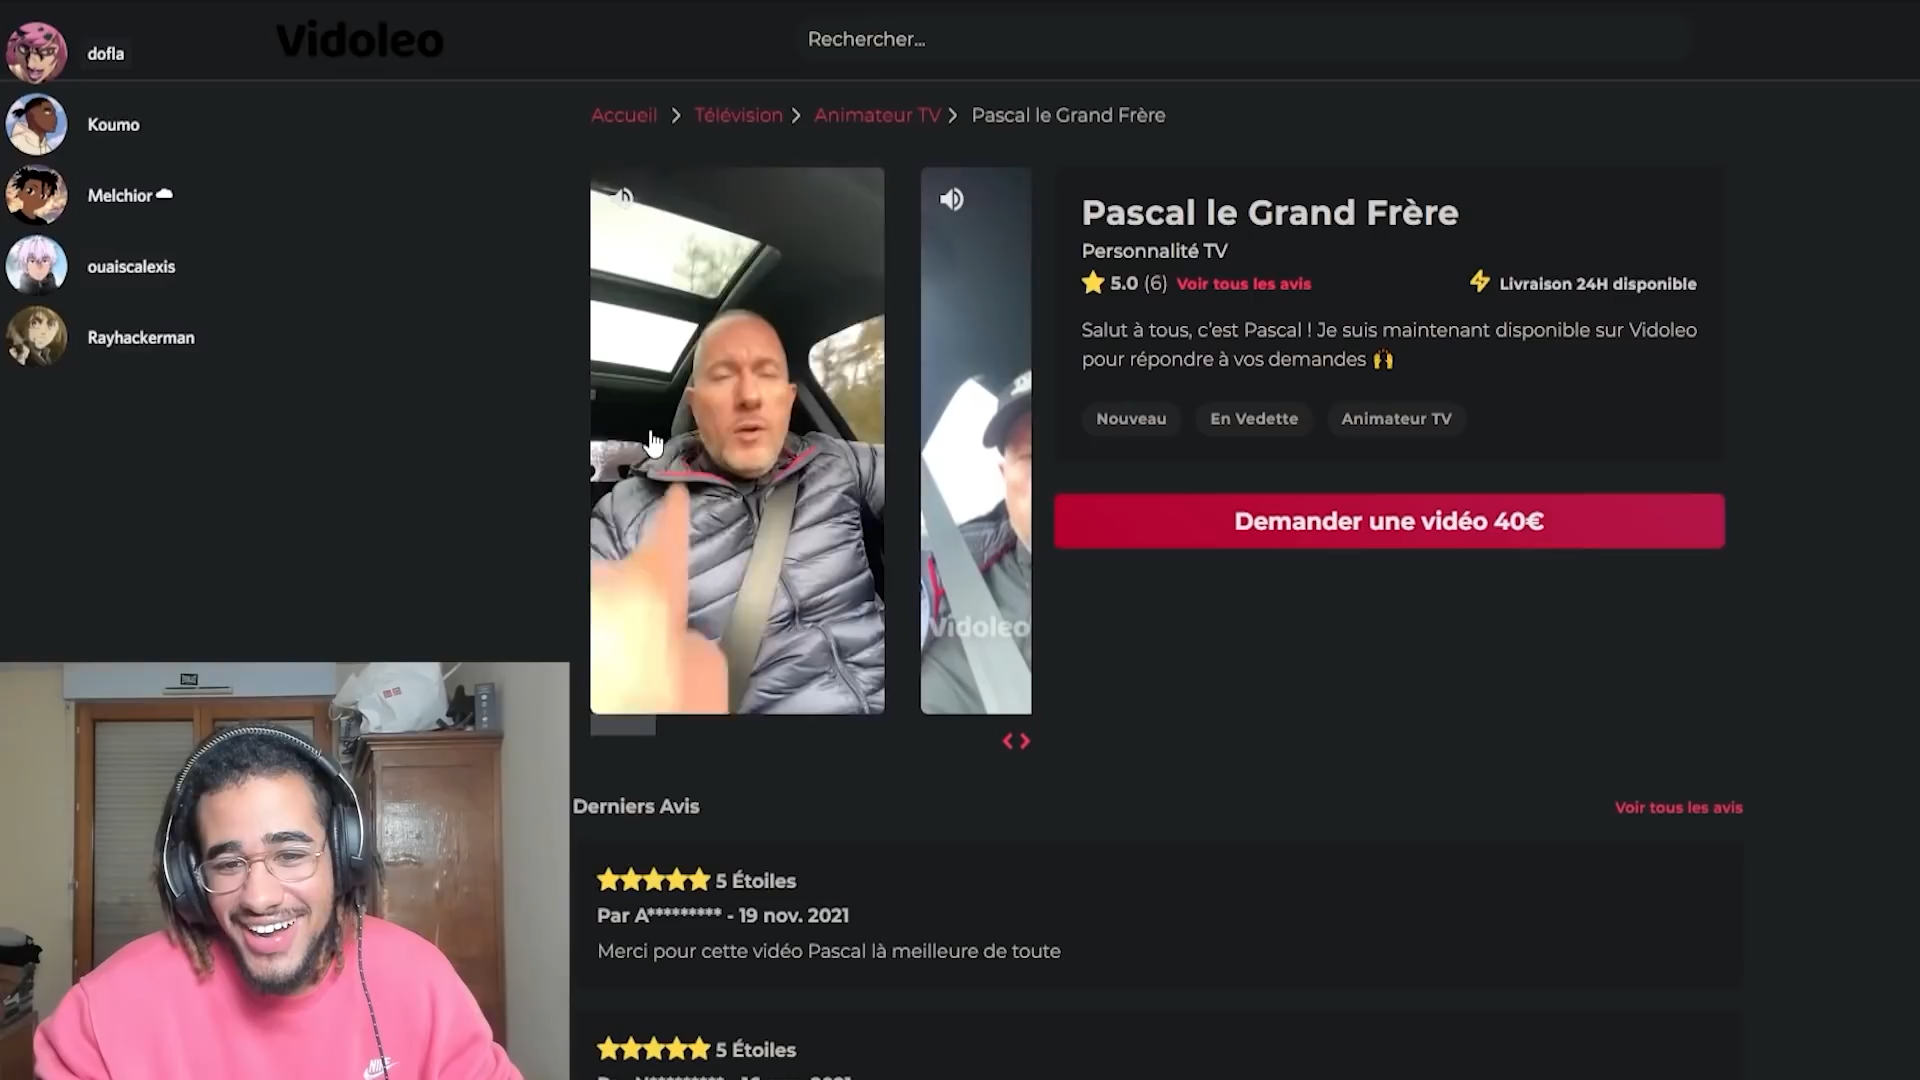 dofla
Koumo
Melchior
ouaiscalexis
Rayhackerman
Vidoleo
Rechercher...
Accueil > Télévision > Animateur TV > Pascal le Grand Frère
Vidoleo
Pascal le Grand Frère
Personnalité TV
5.0 (6) Voir tous les avis
Livraison 24H disponible
Salut à tous, c'est Pascal ! Je suis maintenant disponible sur Vidoleo
pour répondre à vos demandes
Nouveau
En Vedette
Animateur TV
Demander une vidéo 40€
Derniers Avis
Voir tous les avis
5 Étoiles
Par A********* - 19 nov. 2021
Merci pour cette vidéo Pascal là meilleure de toute
5 Étoiles
NIKE